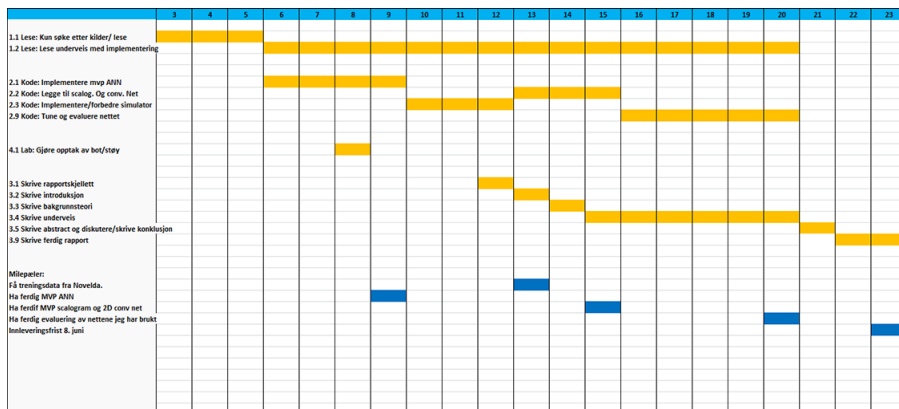 3 4 5 6 7 8 9 10 11 12 13 14 15 16 17 18 19 20 21 22 23
1.1 Lese: Kun søke etter kilder/ lese
1.2 Lese: Lese underveis med implementering
2.1 Kode: Implementere mvp ANN
2.2 Kode: Legge til scalog. Og conv. Net
2.3 Kode: Implementere/forbedre simulator
2.9 Kode: Tune og evaluere nettet
4.1 Lab: Gjøre opptak av bot/støy
3.1 Skrive rapportskjellett
3.2 Skrive introduksjon
3.3 Skrive bakgrunnsteori
3.4 Skrive underveis
3.5 Skrive abstract og diskutere/skrive konklusjon
3.9 Skrive ferdig rapport
Milepæler:
Få treningsdata fra Novelda.
Ha ferdig MVP ANN
Ha ferdif MVP scalogram og 2D conv net
Ha ferdig evaluering av nettene jeg har brukt
Innleveringsfrist 8. juni